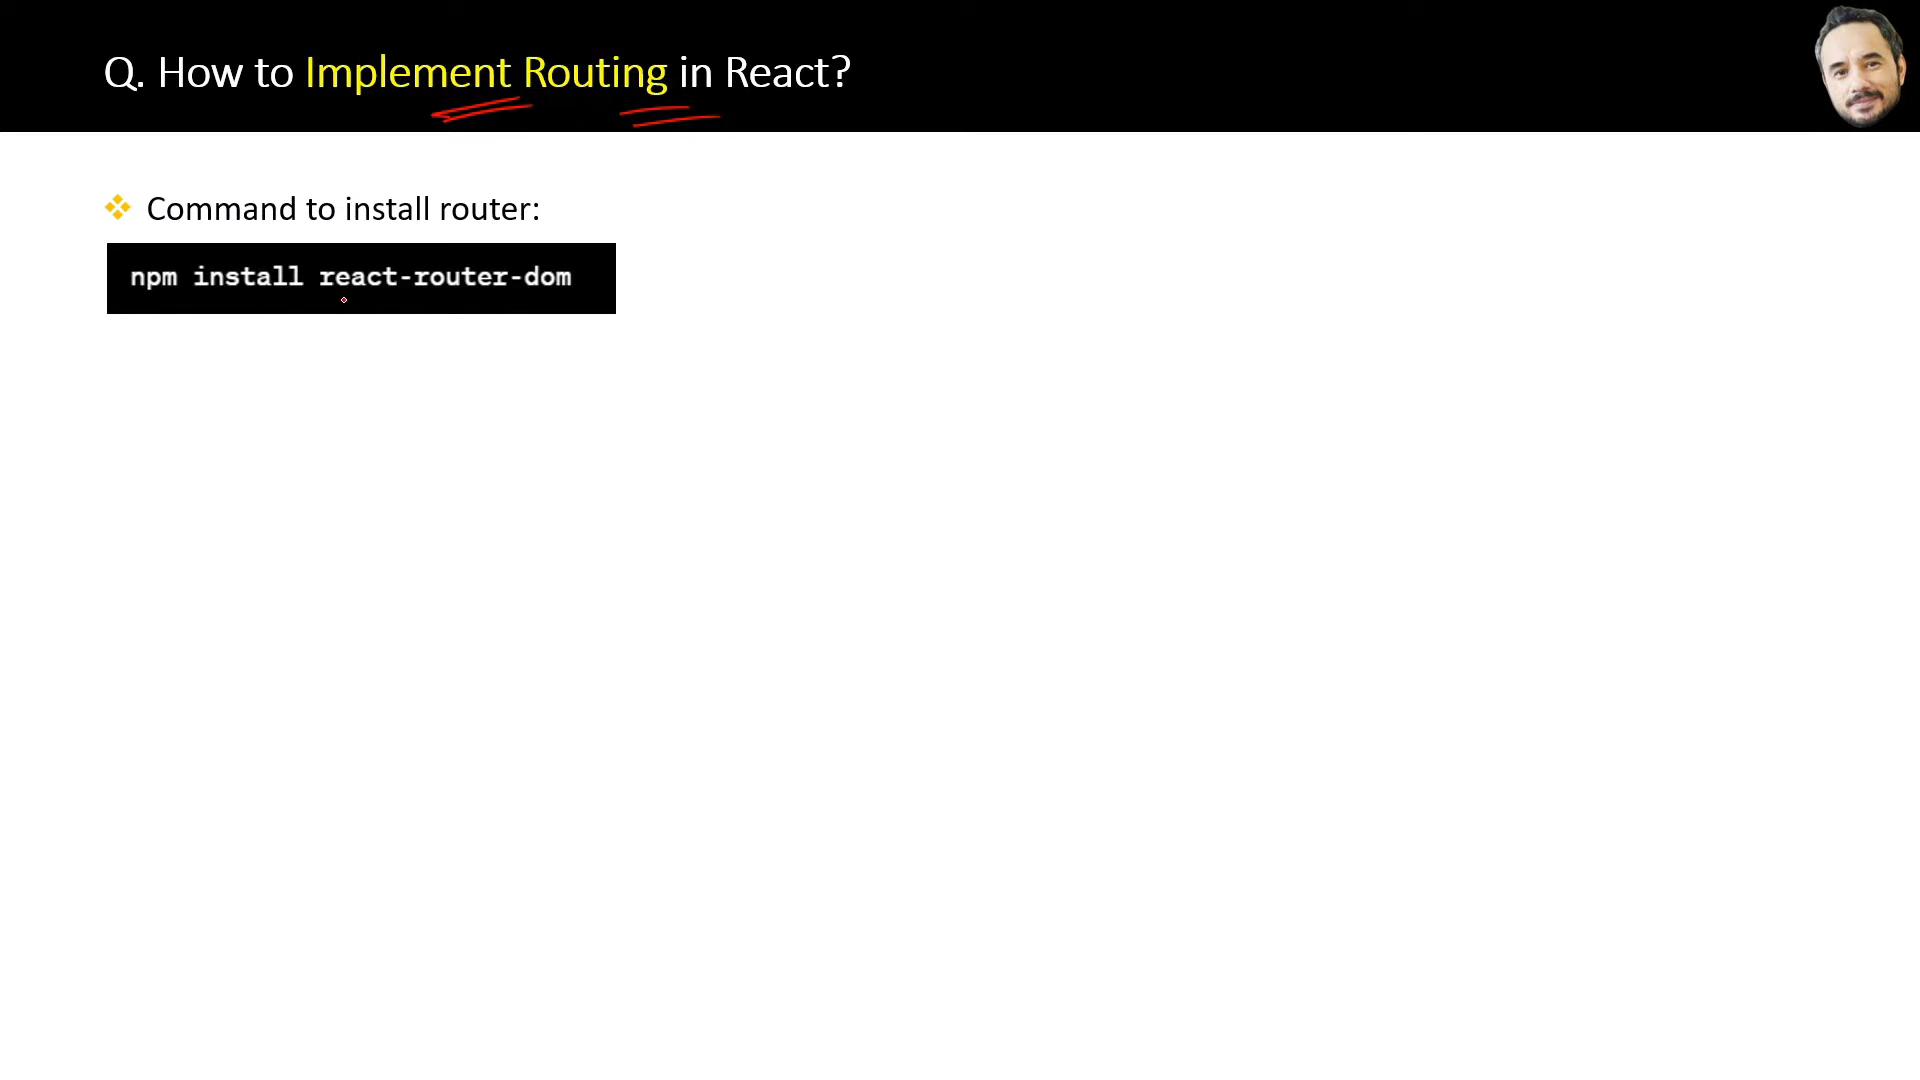 Q. How to Implement Routing in React?
Command to install router:
npm install react-router-dom